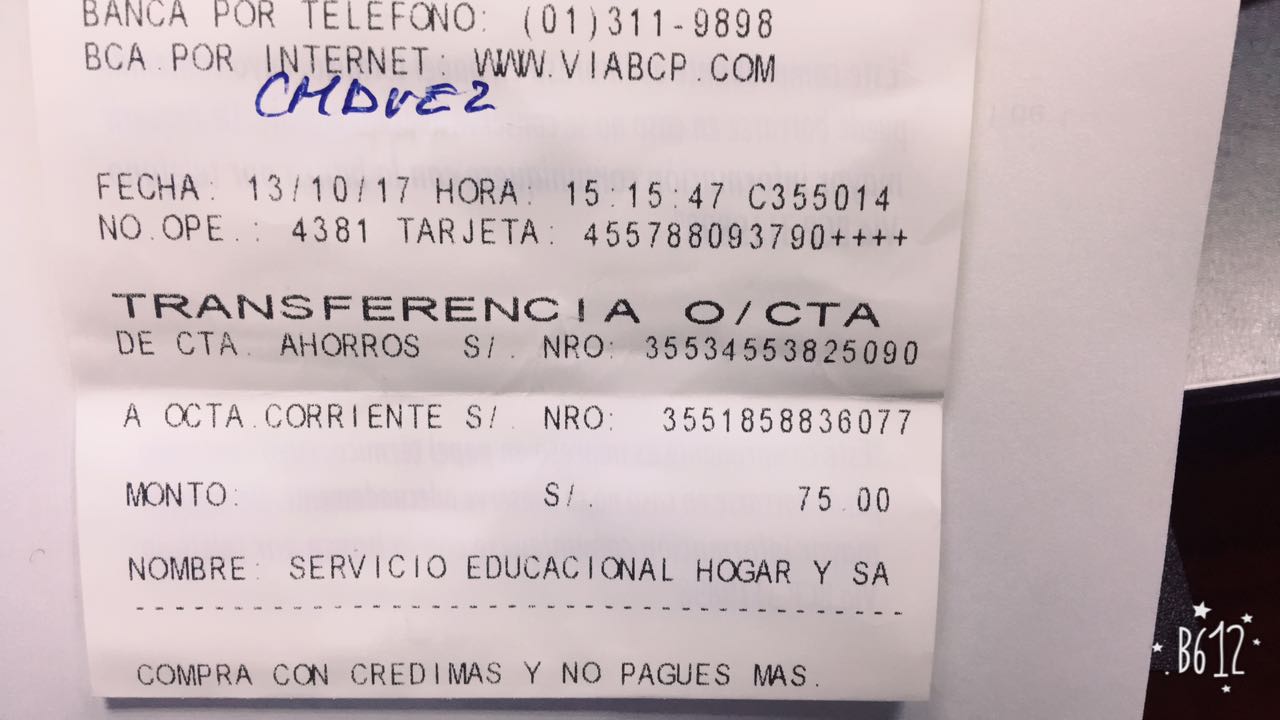 BANCA POR TELEFONO: (01)311-9898
BCA POR INTERNET: WWW.VIABCP.COM
CHAVEZ
FECHA: 13/10/17 HORA: 15:15:47 C355014
NO.OPE.: 4381 TARJETA: 455788093790++++
TRANSFERENCIA O/CTA
DE CTA. AHORROS S/. NRO: 35534553825090
A OCTA.CORRIENTE S/. NRO: 3551858836077
MONTO: S/. 75.00
NOMBRE: SERVICIO EDUCACIONAL HOGAR Y SA
COMPRA CON CREDIMAS Y NO PAGUES MAS.
B612